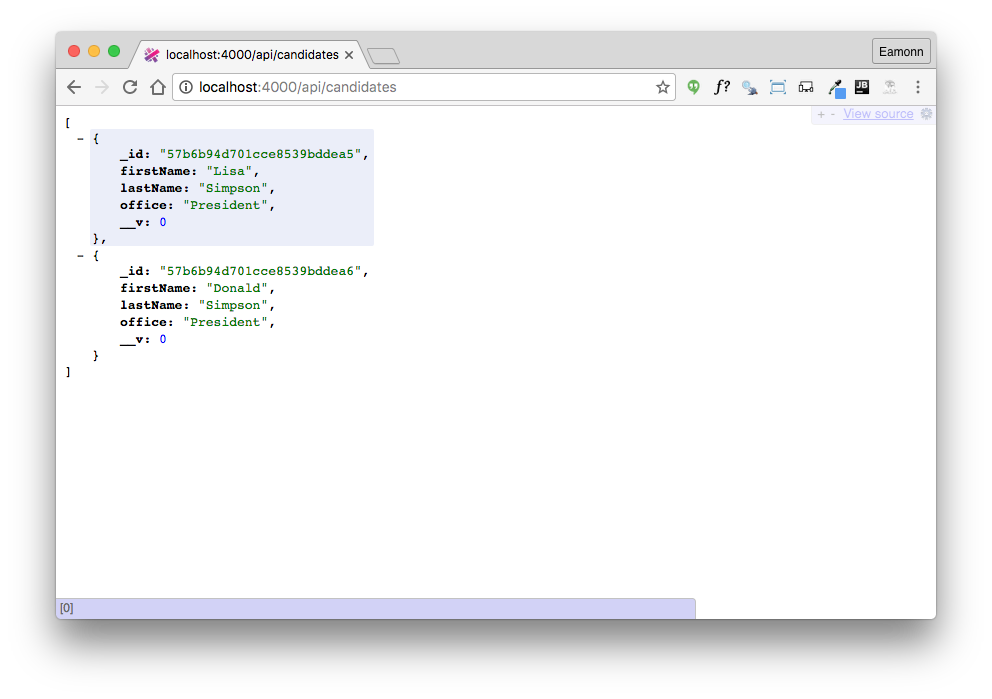 localhost:4000/api/candidates
Eamonn
localhost:4000/api/candidates
f?
JB
+ - View source
[
- {
_id: "57b6b94d701cce8539bddea5",
firstName: "Lisa",
lastName: "Simpson",
office: "President",
__v: 0
},
- {
_id: "57b6b94d701cce8539bddea6",
firstName: "Donald",
lastName: "Simpson",
office: "President",
__v: 0
}
]
[0]